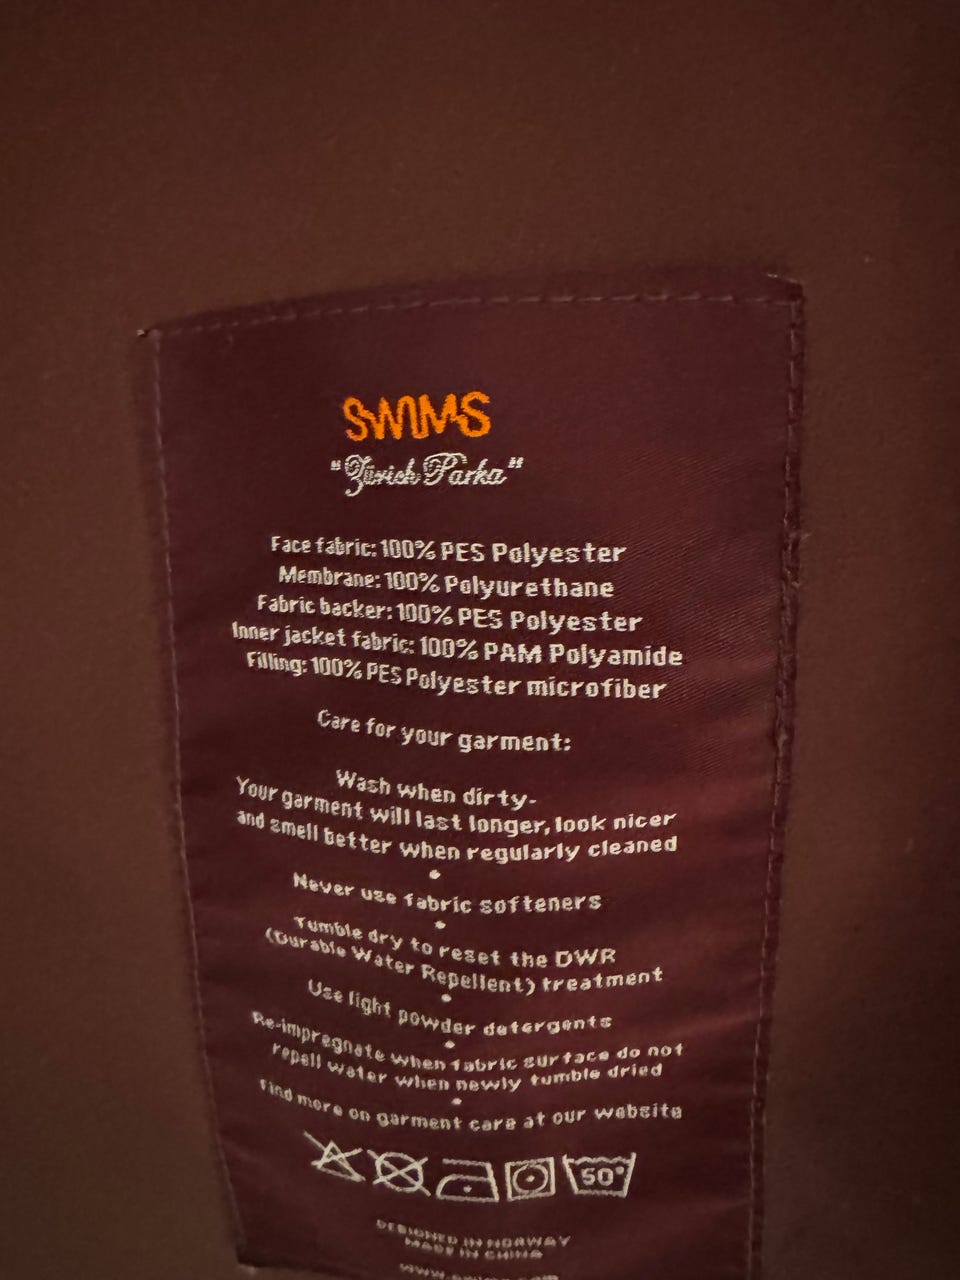 SWIMS
"Zürich Parka"
Face fabric: 100% PES Polyester
Membrane: 100% Polyurethane
Fabric backer: 100% PES Polyester
Inner jacket fabric: 100% PAM Polyamide
Filling: 100% PES Polyester microfiber
Care for your garment:
Wash when dirty-
Your garment will last longer, look nicer
and smell better when regularly cleaned
•
Never use fabric softeners
•
Tumble dry to reset the DWR
(Durable Water Repellent) treatment
•
Use light powder detergents
•
Re-impregnate when fabric surface do not
repell water when newly tumble dried
•
Find more on garment care at our website
50°
DESIGNED IN NORWAY
MADE IN CHINA
www.swims.com